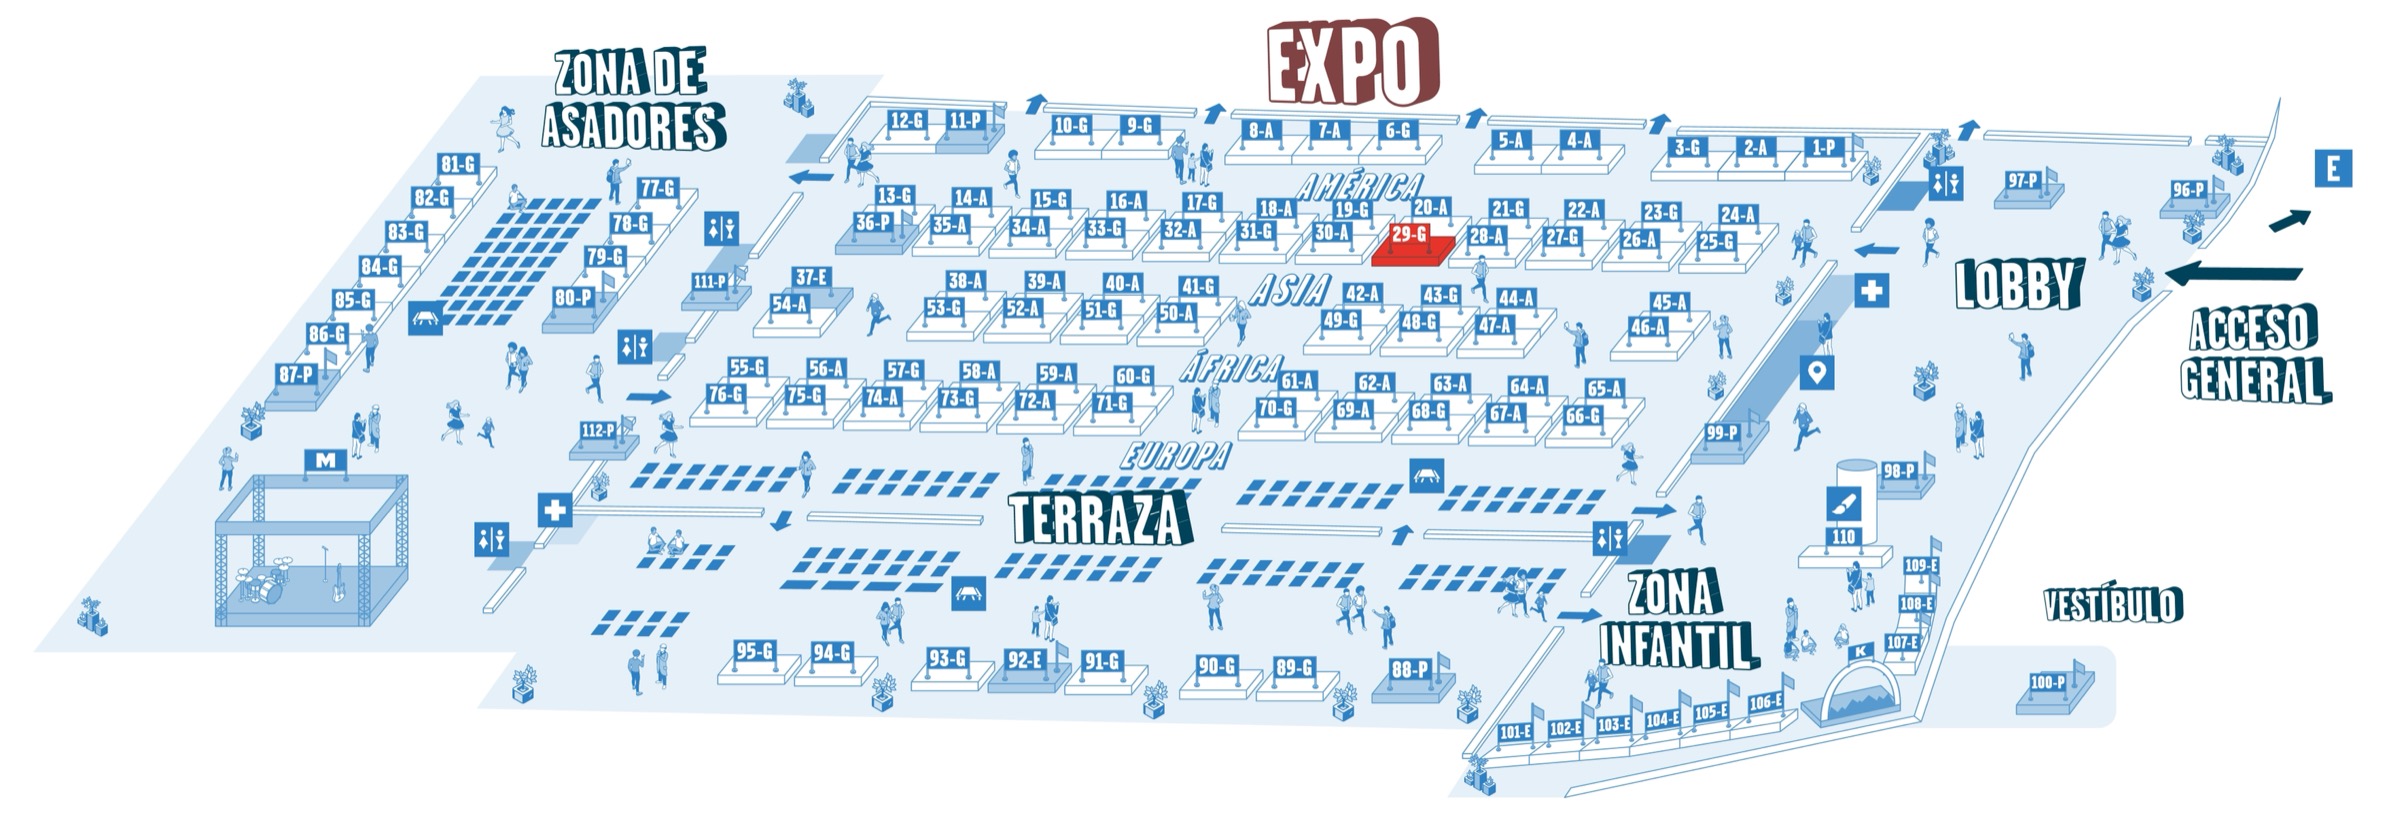 EXPO
ZONA DE
ASADORES
12-G 11-P 10-G 9-G 8-A 7-A 6-G 5-A 4-A 3-G 2-A 1-P
E
AMÉRICA
13-G 14-A 15-G 16-A 17-G 18-A 19-G 20-A 21-G 22-A 23-G 24-A
36-P 35-A 34-A 33-G 32-A 31-G 30-A 29-G 28-A 27-G 26-A 25-G
97-P 96-P
81-G
82-G
83-G
84-G
85-G
86-G
87-P
77-G
78-G
79-G
80-P
111-P
ASIA
37-E 38-A 39-A 40-A 41-G 42-A 43-G 44-A 45-A
54-A 53-G 52-A 51-G 50-A 49-G 48-G 47-A 46-A
LOBBY
ACCESO
GENERAL
ÁFRICA
55-G 56-A 57-G 58-A 59-A 60-G 61-A 62-A 63-A 64-A 65-A
76-G 75-G 74-A 73-G 72-A 71-G 70-G 69-A 68-G 67-A 66-G
112-P
99-P
EUROPA
M
98-P
TERRAZA
110
ZONA
INFANTIL
109-E
108-E
107-E
VESTÍBULO
K
95-G 94-G 93-G 92-E 91-G 90-G 89-G 88-P
100-P
101-E 102-E 103-E 104-E 105-E 106-E